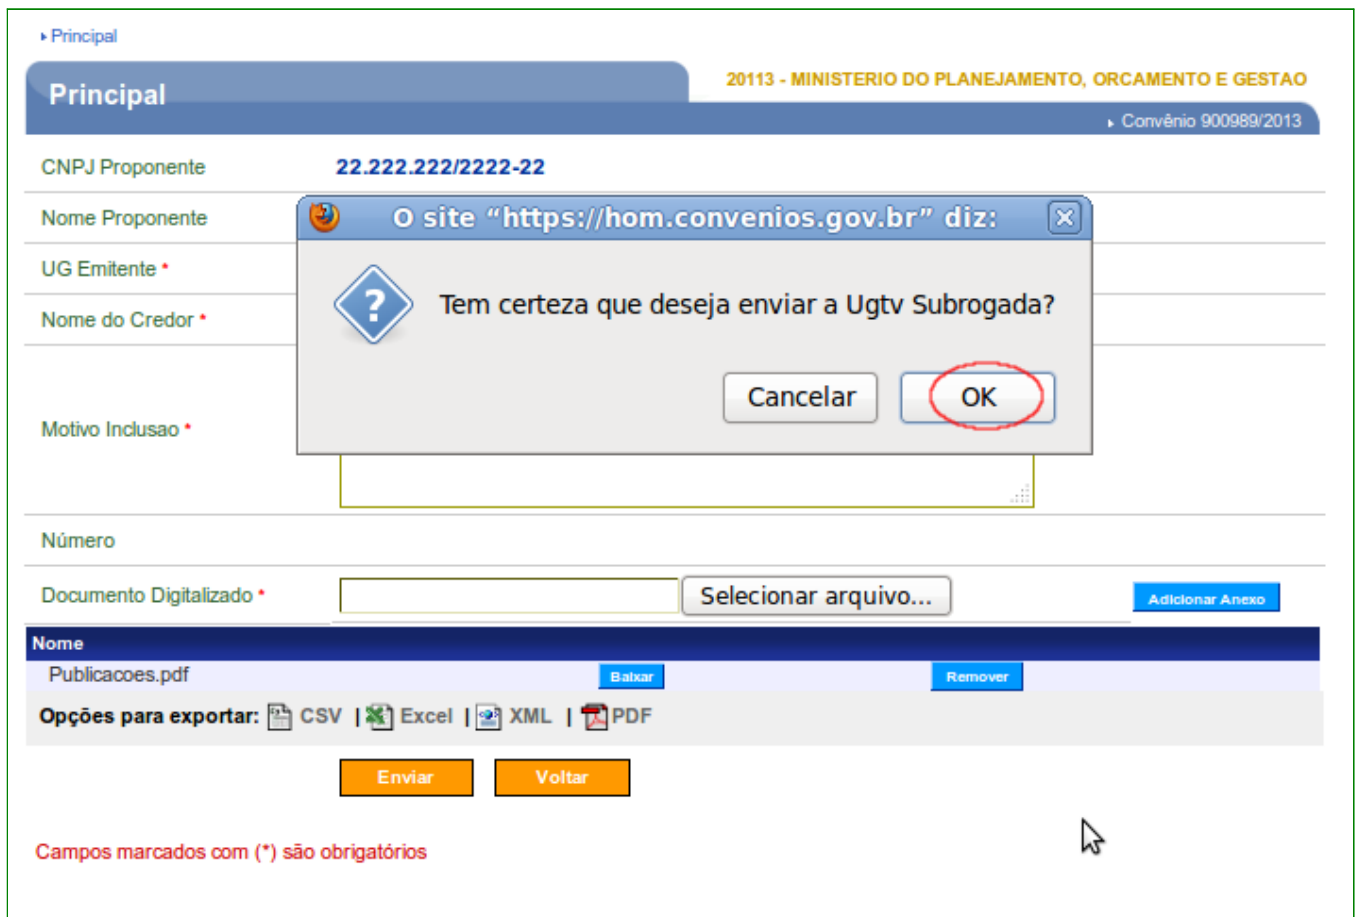 Principal
Principal
20113 - MINISTERIO DO PLANEJAMENTO, ORCAMENTO E GESTAO
Convênio 900989/2013
CNPJ Proponente 22.222.222/2222-22
Nome Proponente
O site “https://hom.convenios.gov.br” diz:
UG Emitente *
Tem certeza que deseja enviar a Ugtv Subrogada?
Nome do Credor *
Cancelar OK
Motivo Inclusao *
Número
Documento Digitalizado * Selecionar arquivo... Adicionar Anexo
Nome
Publicacoes.pdf Baixar Remover
Opções para exportar: CSV | Excel | XML | PDF
Enviar Voltar
Campos marcados com (*) são obrigatórios